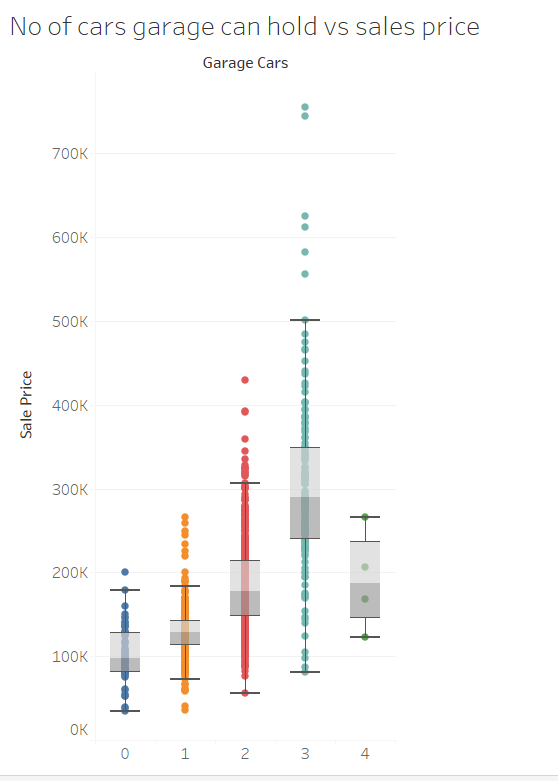 No of cars garage can hold vs sales price
Garage Cars
700K
600K
500K
400K
300K
200K
100K
0K
Sale Price
0 1 2 3 4